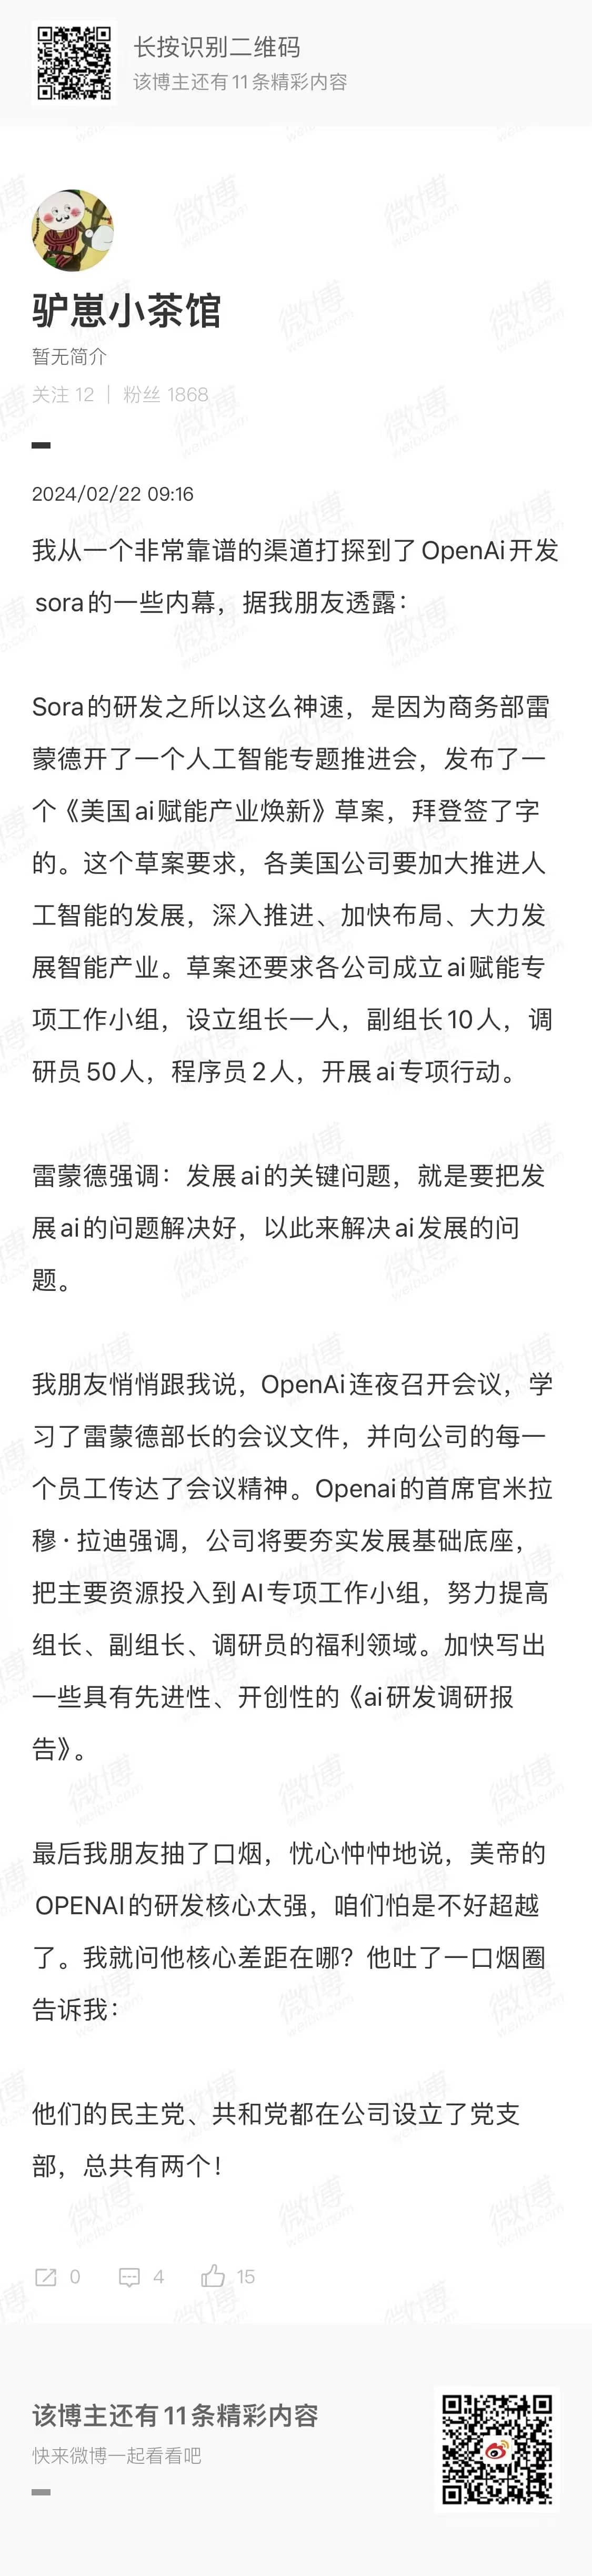 长按识别二维码
该博主还有11条精彩内容
驴崽小茶馆
暂无简介
关注 12 | 粉丝 1868
2024/02/22 09:16
我从一个非常靠谱的渠道打探到了OpenAi开发
sora的一些内幕，据我朋友透露：
Sora的研发之所以这么神速，是因为商务部雷
蒙德开了一个人工智能专题推进会，发布了一
个《美国ai赋能产业焕新》草案，拜登签了字
的。这个草案要求，各美国公司要加大推进人
工智能的发展，深入推进、加快布局、大力发
展智能产业。草案还要求各公司成立ai赋能专
项工作小组，设立组长一人，副组长10人，调
研员50人，程序员2人，开展ai专项行动。
雷蒙德强调：发展ai的关键问题，就是要把发
展ai的问题解决好，以此来解决ai发展的问
题。
我朋友悄悄跟我说，OpenAi连夜召开会议，学
习了雷蒙德部长的会议文件，并向公司的每一
个员工传达了会议精神。Openai的首席官米拉
穆·拉迪强调，公司将要夯实发展基础底座，
把主要资源投入到AI专项工作小组，努力提高
组长、副组长、调研员的福利领域。加快写出
一些具有先进性、开创性的《ai研发调研报
告》。
最后我朋友抽了口烟，忧心忡忡地说，美帝的
OPENAI的研发核心太强，咱们怕是不好超越
了。我就问他核心差距在哪？他吐了一口烟圈
告诉我：
他们的民主党、共和党都在公司设立了党支
部，总共有两个！
0 4 15
该博主还有11条精彩内容
快来微博一起看看吧
微博
weibo.com